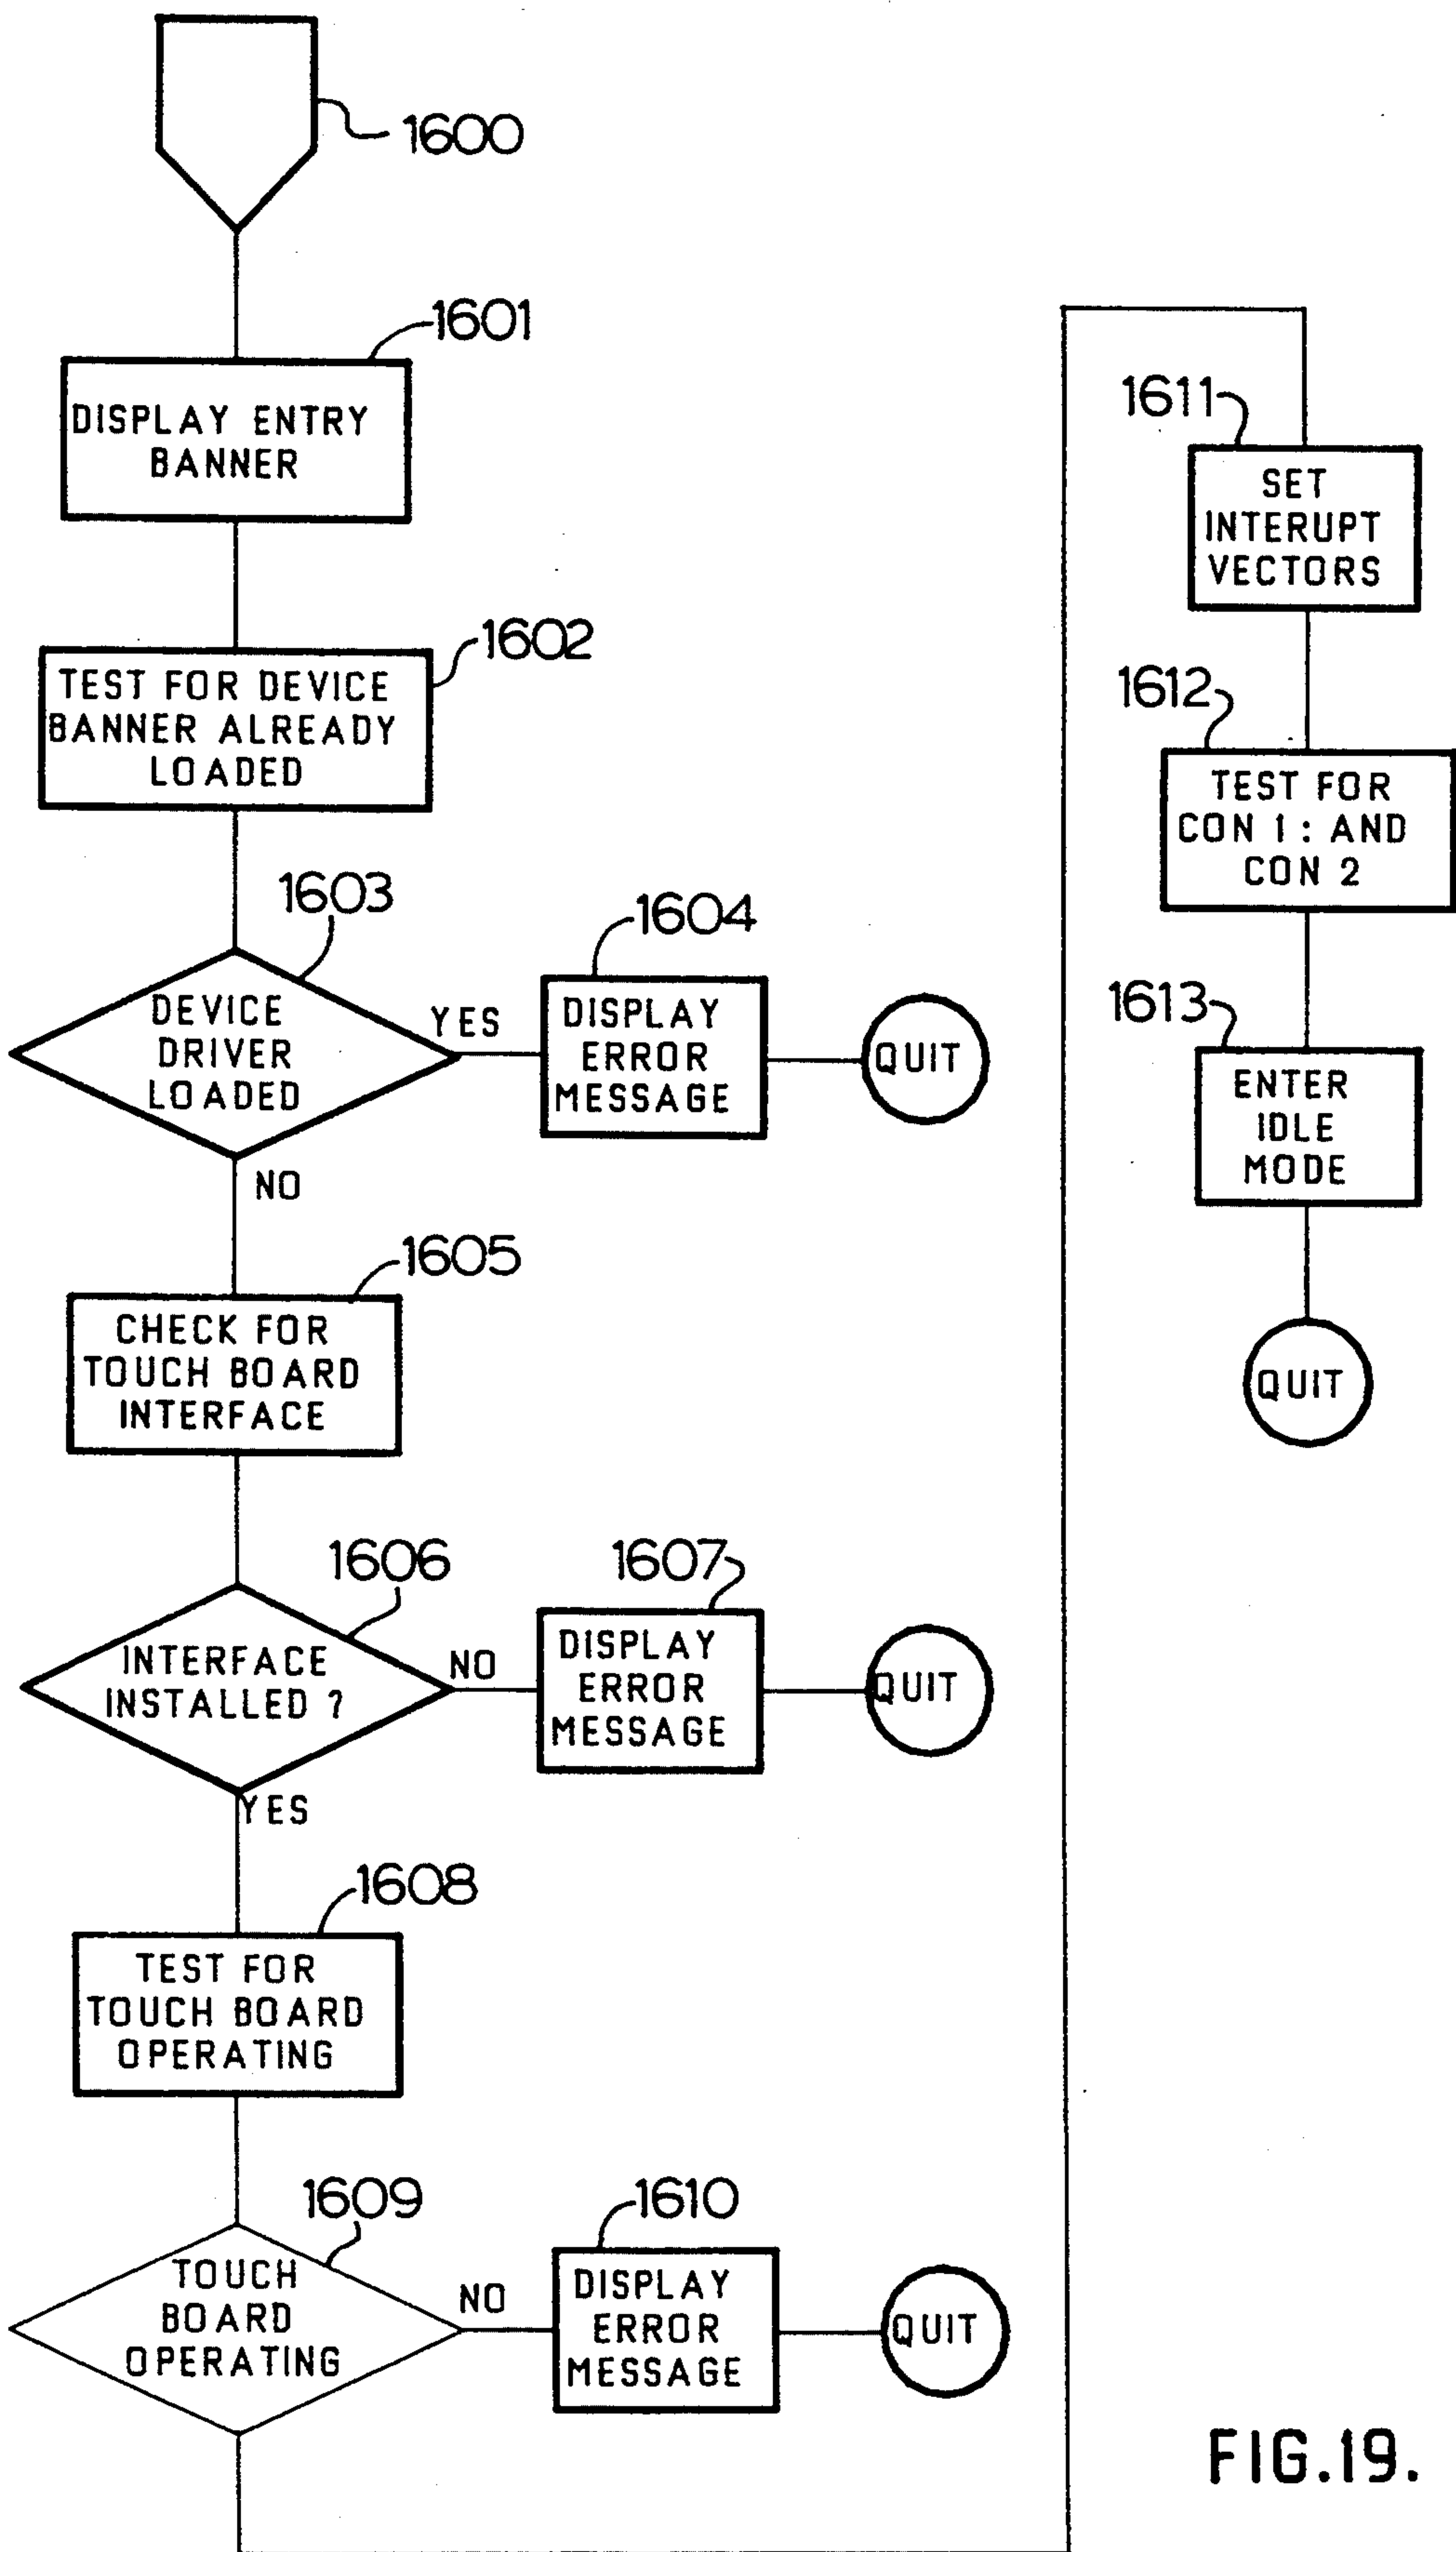 1600
1601
DISPLAY ENTRY
BANNER
1602
TEST FOR DEVICE
BANNER ALREADY
LOADED
1603
DEVICE
DRIVER
LOADED
YES
1604
DISPLAY
ERROR
MESSAGE
QUIT
NO
1605
CHECK FOR
TOUCH BOARD
INTERFACE
1606
INTERFACE
INSTALLED ?
NO
1607
DISPLAY
ERROR
MESSAGE
QUIT
YES
1608
TEST FOR
TOUCH BOARD
OPERATING
1609
TOUCH
BOARD
OPERATING
NO
1610
DISPLAY
ERROR
MESSAGE
QUIT
1611
SET
INTERUPT
VECTORS
1612
TEST FOR
CON 1 : AND
CON 2
1613
ENTER
IDLE
MODE
QUIT
FIG.19.